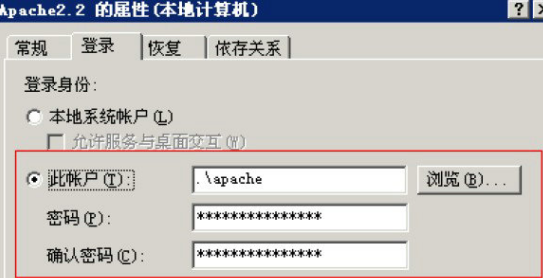 Apache2.2 的属性(本地计算机)
常规 登录 恢复 依存关系
登录身份:
本地系统帐户(L)
允许服务与桌面交互(W)
此帐户(T): .\apache 浏览(B)...
密码(P): ***************
确认密码(C): ***************